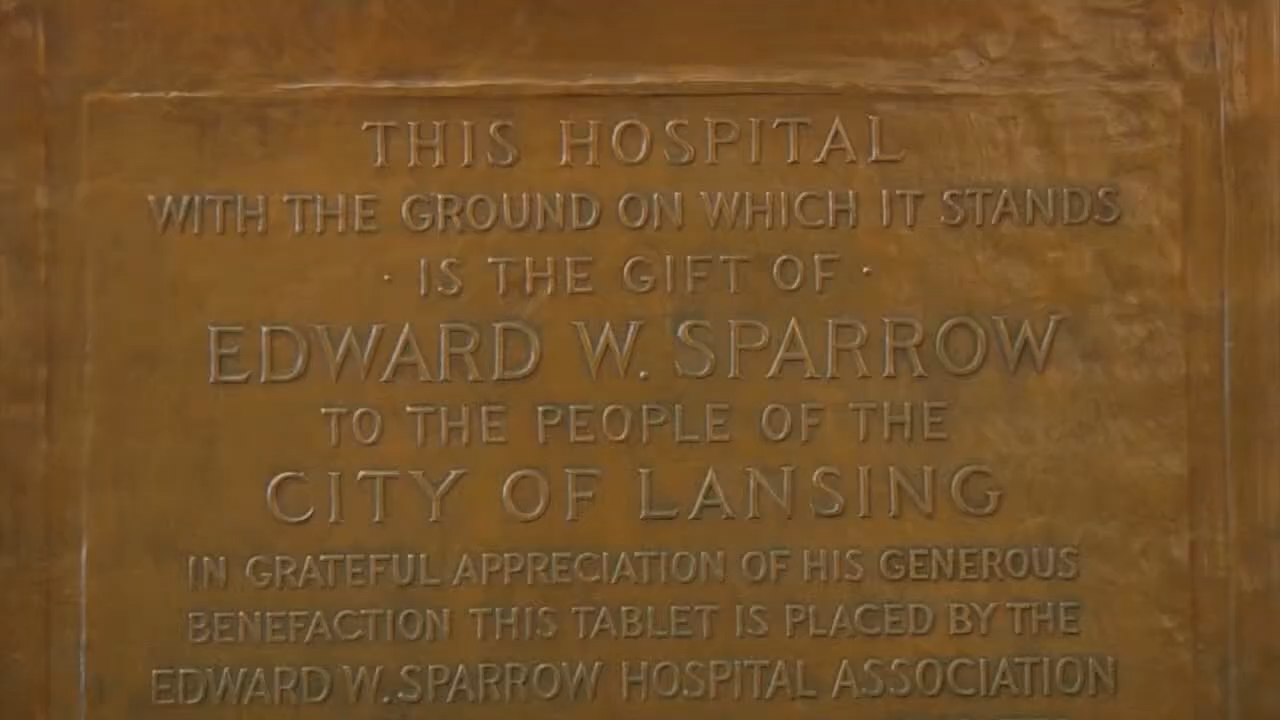 THIS HOSPITAL
WITH THE GROUND ON WHICH IT STANDS
· IS THE GIFT OF ·
EDWARD W. SPARROW
TO THE PEOPLE OF THE
CITY OF LANSING
IN GRATEFUL APPRECIATION OF HIS GENEROUS
BENEFACTION THIS TABLET IS PLACED BY THE
EDWARD W. SPARROW HOSPITAL ASSOCIATION